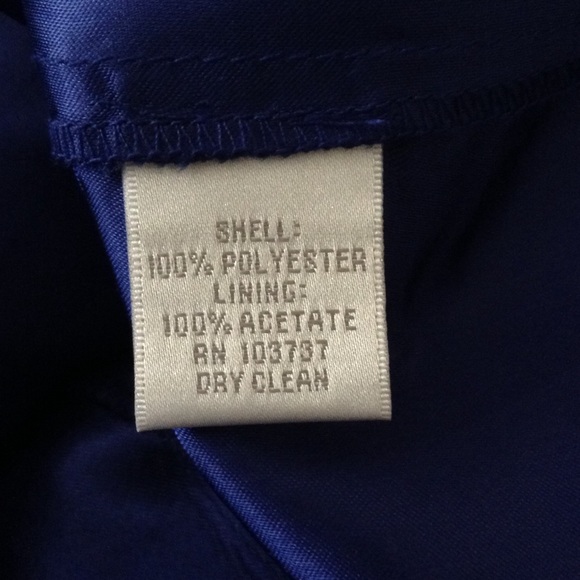 SHELL:
100% POLYESTER
LINING:
100% ACETATE
RN 103737
DRY CLEAN